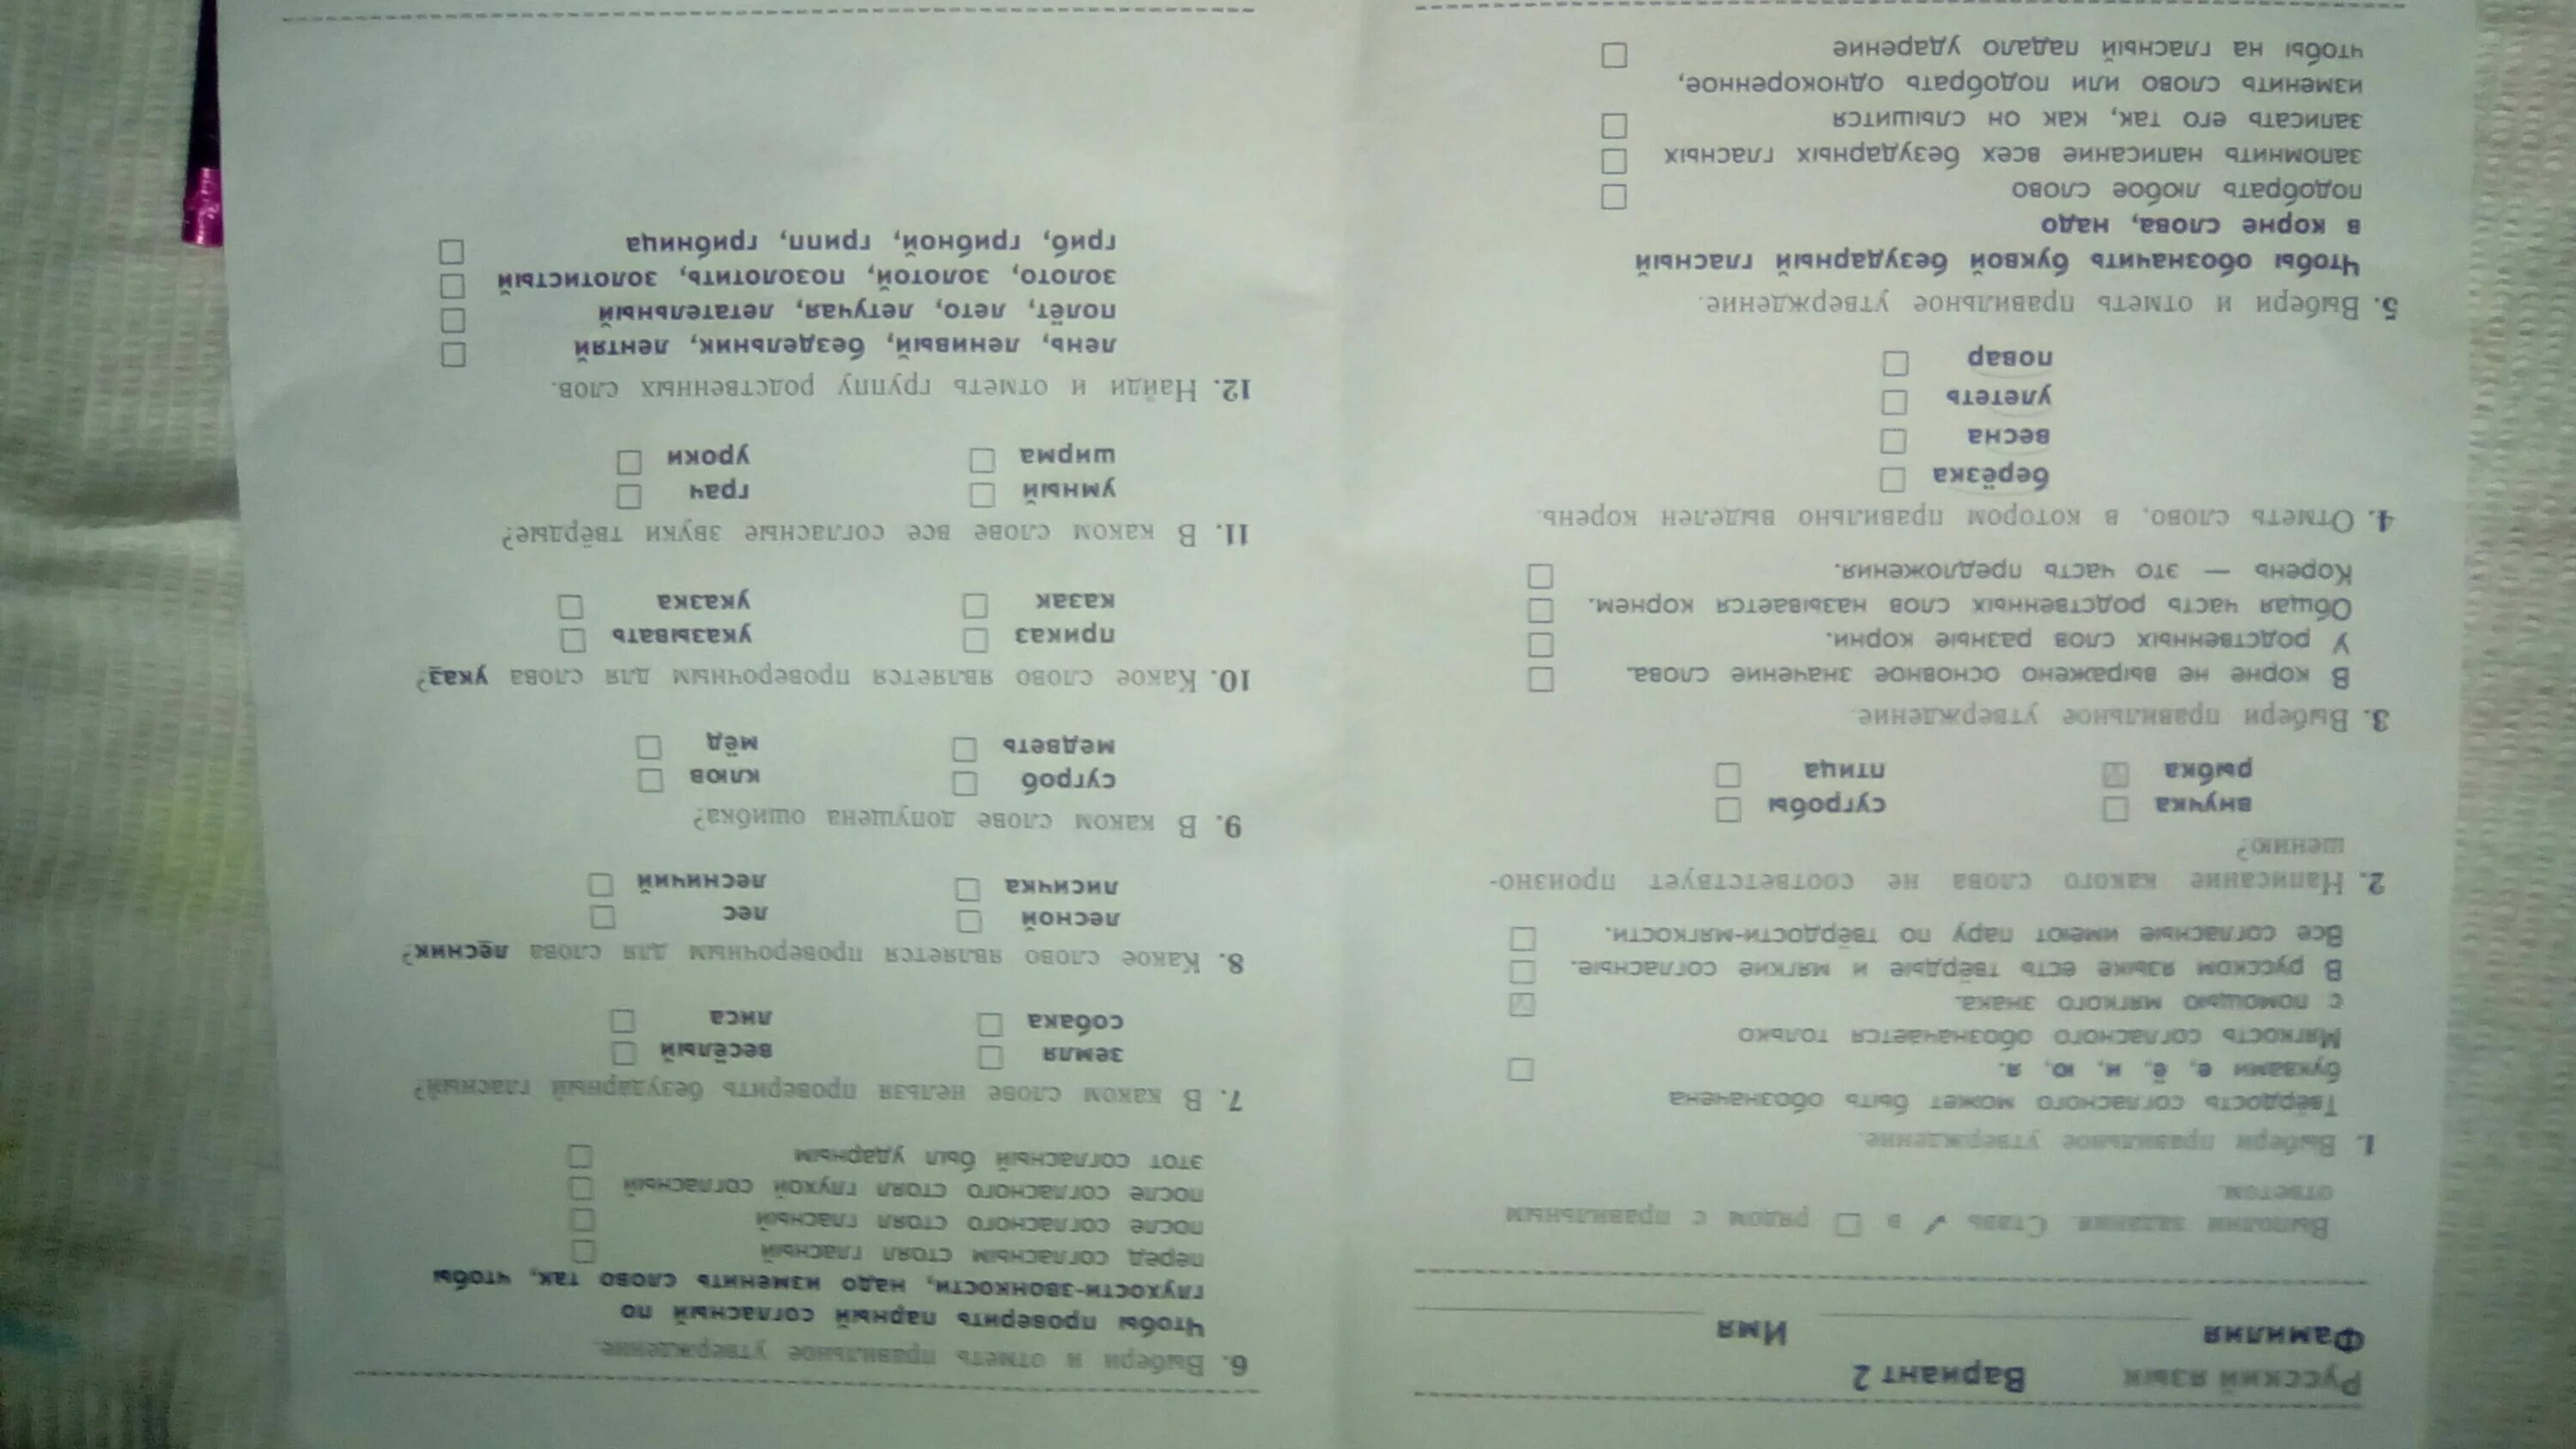 Русский язык Вариант 2
Фамилия Имя
Выполни задания. Ставь ✓ в □ рядом с правильным
ответом.
1. Выбери правильное утверждение.
Твёрдость согласного может быть обозначена
буквами е, ё, и, ю, я.
Мягкость согласного обозначается только
с помощью мягкого знака.
В русском языке есть твёрдые и мягкие согласные.
Все согласные имеют пару по твёрдости-мягкости.
2. Написание какого слова не соответствует произно-
шению?
внучка сугробы
рыбка птица
3. Выбери правильное утверждение.
В корне не выражено основное значение слова.
У родственных слов разные корни.
Общая часть родственных слов называется корнем.
Корень — это часть предложения.
4. Отметь слово, в котором правильно выделен корень.
берёзка
весна
улететь
повар
5. Выбери и отметь правильное утверждение.
Чтобы обозначить буквой безударный гласный
в корне слова, надо
подобрать любое слово
запомнить написание всех безударных гласных
записать его так, как он слышится
изменить слово или подобрать однокоренное,
чтобы на гласный падало ударение
6. Выбери и отметь правильное утверждение.
Чтобы проверить парный согласный по
глухости-звонкости, надо изменить слово так, чтобы
перед согласным стоял гласный
после согласного стоял гласный
после согласного стоял глухой согласный
этот согласный был ударным
7. В каком слове нельзя проверить безударный гласный?
земля весёлый
собака лиса
8. Какое слово является проверочным для слова лесник?
лесной лес
лисичка лесничий
9. В каком слове допущена ошибка?
сугроб клюв
медветь мёд
10. Какое слово является проверочным для слова указ?
приказ указывать
казак указка
11. В каком слове все согласные звуки твёрдые?
умный грач
ширма уроки
12. Найди и отметь группу родственных слов.
лень, ленивый, бездельник, лентяй
полёт, лето, летучая, летательный
золото, золотой, позолотить, золотистый
гриб, грибной, грипп, грибница